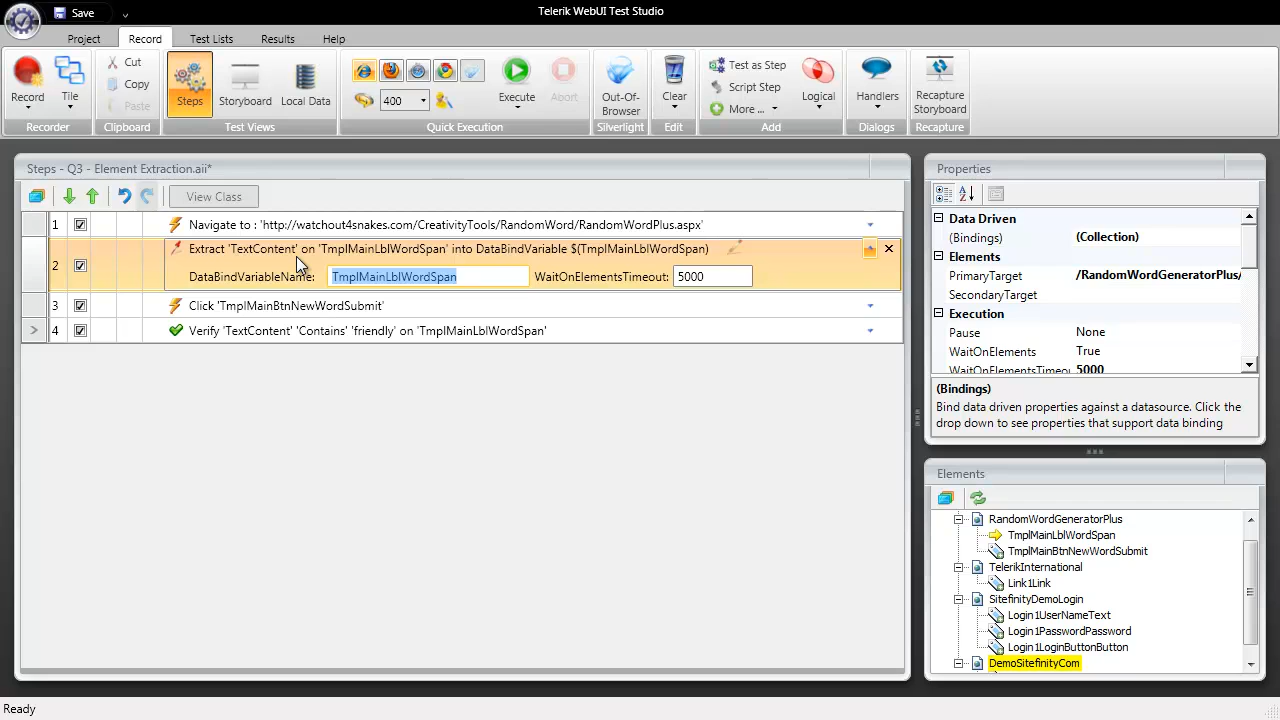 Save
Telerik WebUI Test Studio
Project
Record
Test Lists
Results
Help
Record
Tile
Recorder
Cut
Copy
Paste
Clipboard
Steps
Storyboard
Local Data
Test Views
400
Execute
Abort
Quick Execution
Out-Of-
Browser
Silverlight
Clear
Edit
Test as Step
Script Step
More ...
Logical
Add
Handlers
Dialogs
Recapture
Storyboard
Recapture
Steps - Q3 - Element Extraction.aii*
View Class
1 Navigate to : 'http://watchout4snakes.com/CreativityTools/RandomWord/RandomWordPlus.aspx'
2 Extract 'TextContent' on 'TmplMainLblWordSpan' into DataBindVariable $(TmplMainLblWordSpan)
DataBindVariableName: TmplMainLblWordSpan WaitOnElementsTimeout: 5000
3 Click 'TmplMainBtnNewWordSubmit'
> 4 Verify 'TextContent' 'Contains' 'friendly' on 'TmplMainLblWordSpan'
Properties
Data Driven
(Bindings) (Collection)
Elements
PrimaryTarget /RandomWordGeneratorPlus/
SecondaryTarget
Execution
Pause None
WaitOnElements True
WaitOnElementsTimeou 5000
(Bindings)
Bind data driven properties against a datasource. Click the
drop down to see properties that support data binding
Elements
RandomWordGeneratorPlus
TmplMainLblWordSpan
TmplMainBtnNewWordSubmit
TelerikInternational
Link1Link
SitefinityDemoLogin
Login1UserNameText
Login1PasswordPassword
Login1LoginButtonButton
DemoSitefinityCom
Ready